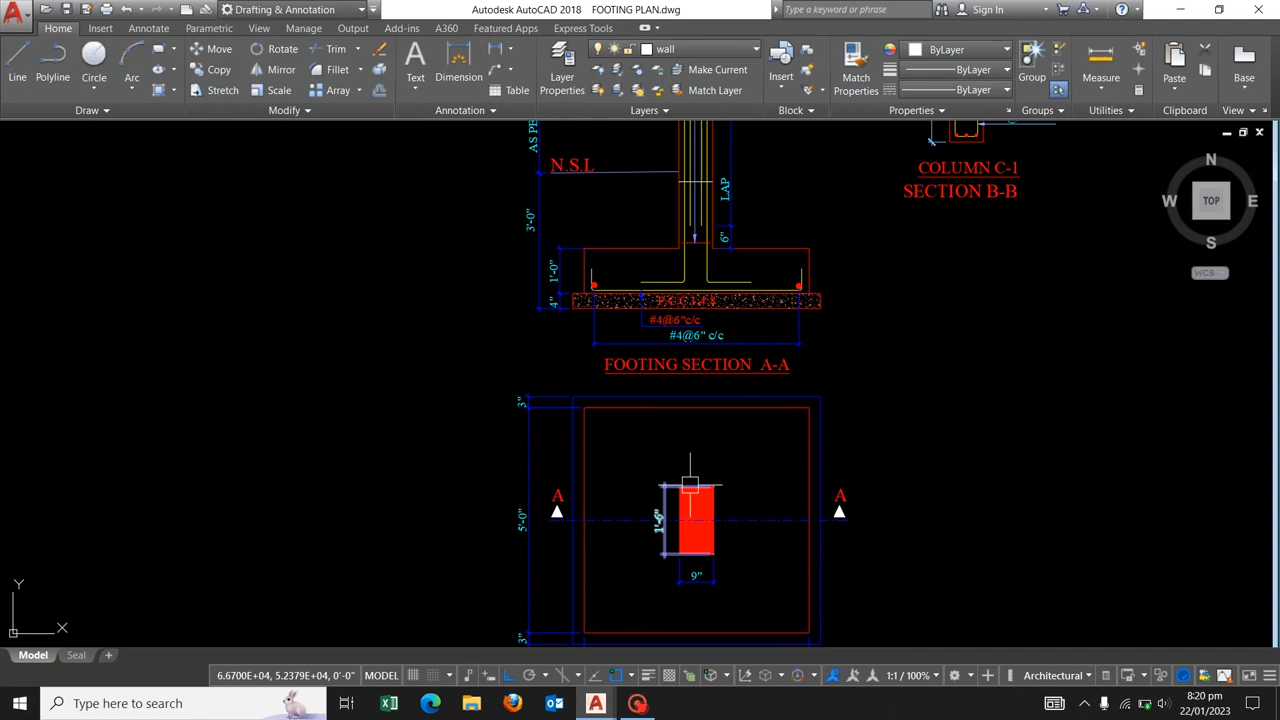 Drafting & Annotation
Autodesk AutoCAD 2018 FOOTING PLAN.dwg
Type a keyword or phrase
Sign In
Home Insert Annotate Parametric View Manage Output Add-ins A360 Featured Apps Express Tools
Line Polyline Circle Arc
Move Rotate Trim
Copy Mirror Fillet
Stretch Scale Array
Text Dimension Table
Layer Properties
wall
Make Current
Match Layer
Insert
Match Properties
ByLayer
ByLayer
ByLayer
Group
Measure
Paste
Base
Draw Modify Annotation Layers Block Properties Groups Utilities Clipboard View
N
W TOP E
S
WCS
AS PE
N.S.L
LAP
3'-0"
6"
1'-0"
4"
#4@6"c/c
#4@6" c/c
FOOTING SECTION A-A
COLUMN C-1
SECTION B-B
3"
A
A
1'-6"
5'-0"
9"
3"
Y
X
Model Seal +
6.6700E+04, 5.2379E+04, 0'-0" MODEL
1:1 / 100%
Architectural
Type here to search
8:20 pm
22/01/2023